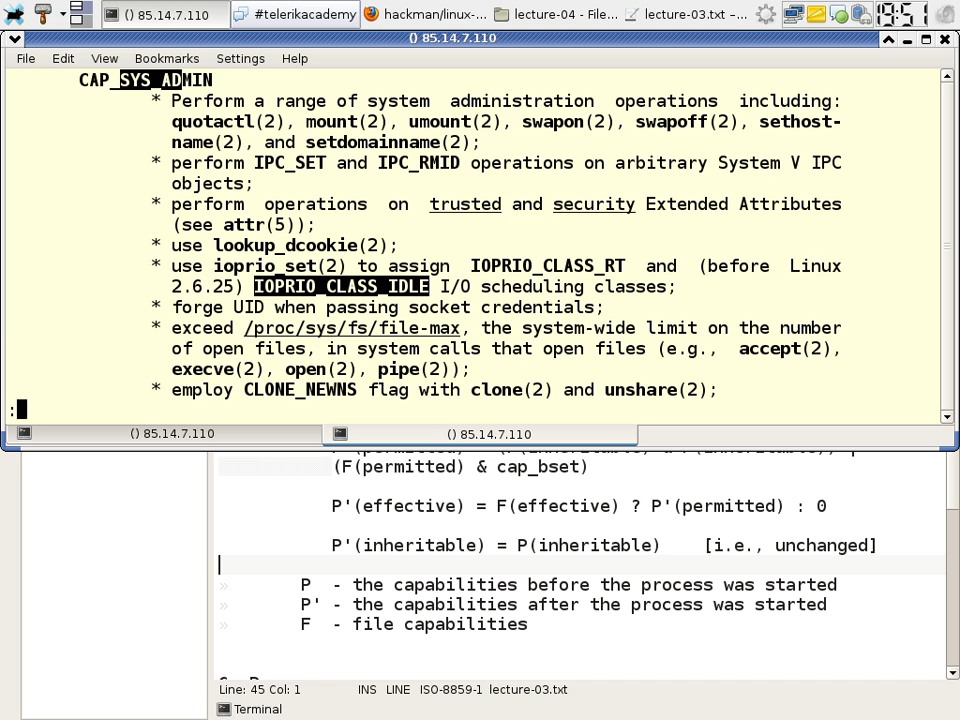 () 85.14.7.110
#telerikacademy
hackman/linux-...
lecture-04 - File...
lecture-03.txt –...
19:51
() 85.14.7.110
File Edit View Bookmarks Settings Help
CAP_SYS_ADMIN
* Perform a range of system administration operations including:
quotactl(2), mount(2), umount(2), swapon(2), swapoff(2), sethost-
name(2), and setdomainname(2);
* perform IPC_SET and IPC_RMID operations on arbitrary System V IPC
objects;
* perform operations on trusted and security Extended Attributes
(see attr(5));
* use lookup_dcookie(2);
* use ioprio_set(2) to assign IOPRIO_CLASS_RT and (before Linux
2.6.25) IOPRIO_CLASS_IDLE I/O scheduling classes;
* forge UID when passing socket credentials;
* exceed /proc/sys/fs/file-max, the system-wide limit on the number
of open files, in system calls that open files (e.g., accept(2),
execve(2), open(2), pipe(2));
* employ CLONE_NEWNS flag with clone(2) and unshare(2);
:
() 85.14.7.110
() 85.14.7.110
(F(permitted) & cap_bset)
P'(effective) = F(effective) ? P'(permitted) : 0
P'(inheritable) = P(inheritable) [i.e., unchanged]
» P - the capabilities before the process was started
» P' - the capabilities after the process was started
» F - file capabilities
Line: 45 Col: 1 INS LINE ISO-8859-1 lecture-03.txt
Terminal